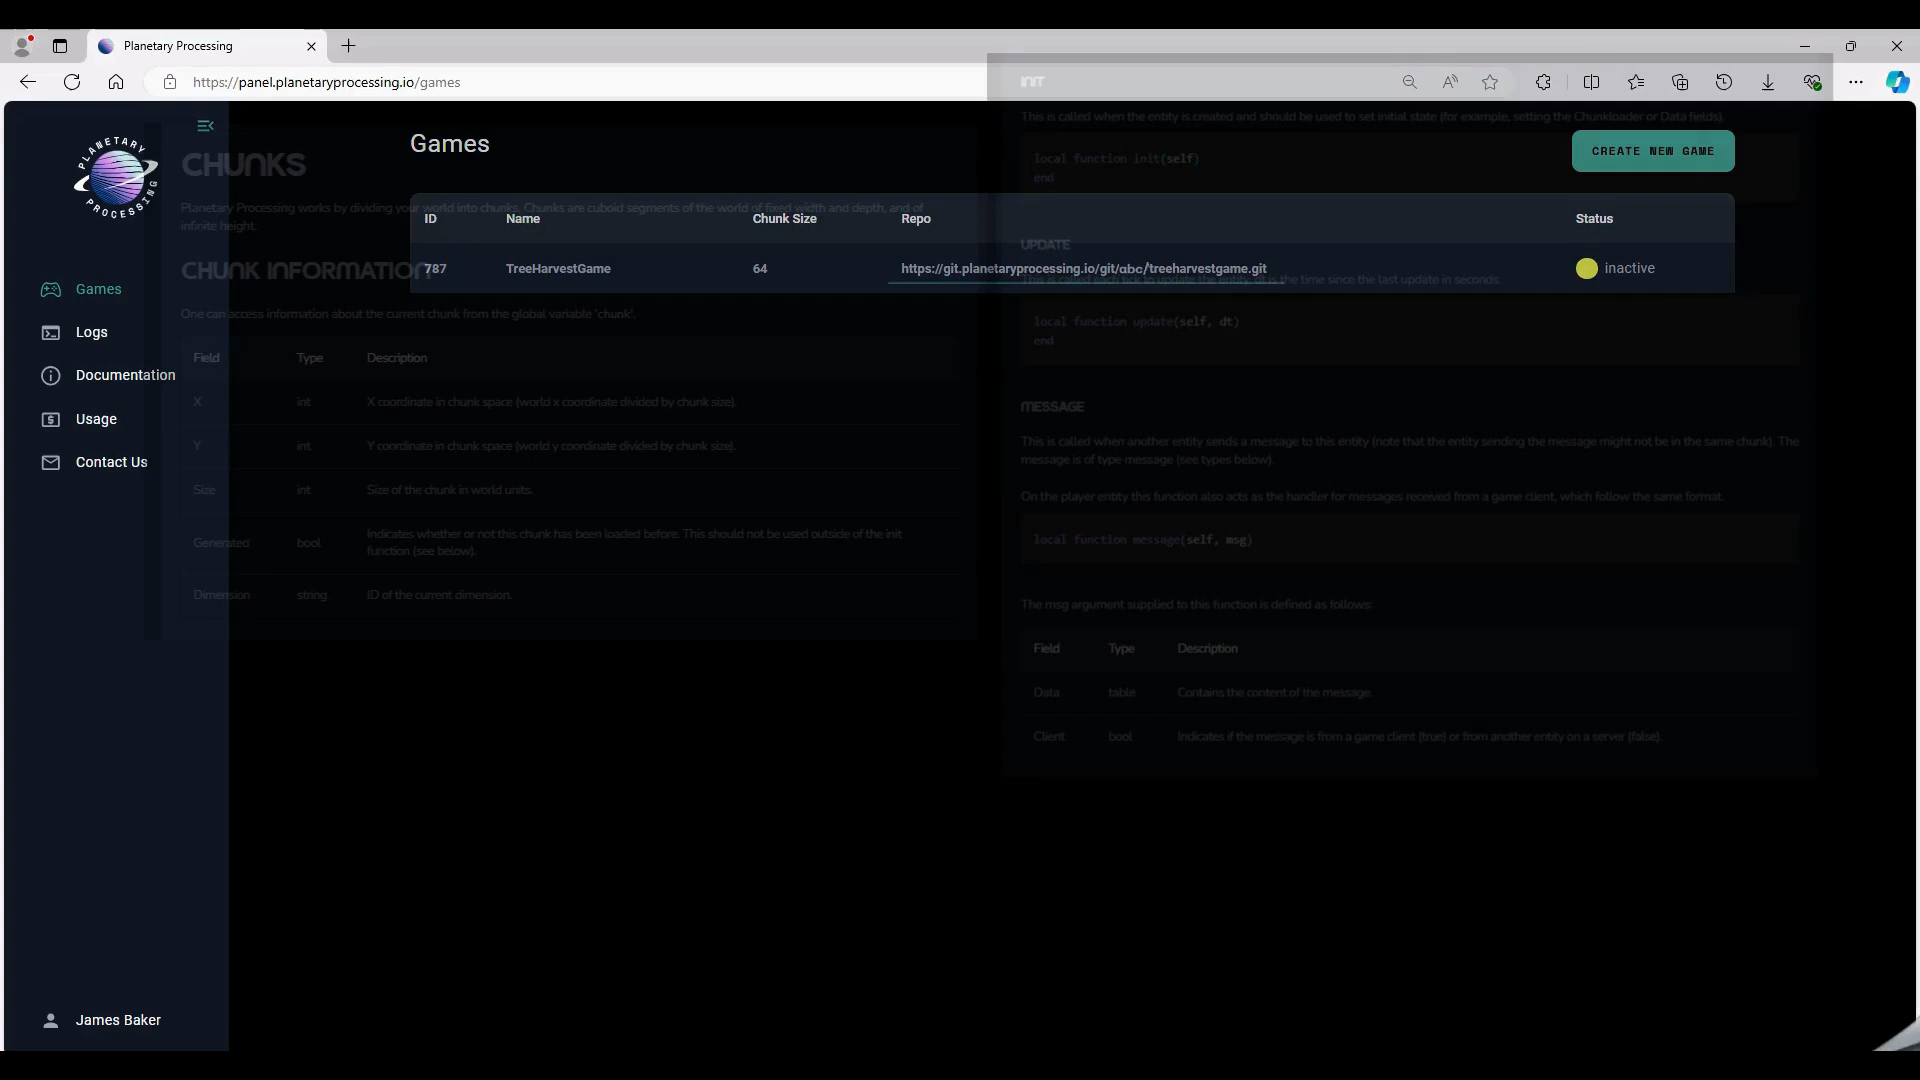 Planetary Processing
https://panel.planetaryprocessing.io/games
PLANETARY
PROCESSING
Games
Logs
Documentation
Usage
Contact Us
James Baker
Games
CREATE NEW GAME
ID Name Chunk Size Repo Status
787 TreeHarvestGame 64 https://git.planetaryprocessing.io/git/abc/treeharvestgame.git inactive
CHUNKS
Planetary Processing works by dividing your world into chunks. Chunks are cuboid segments of the world of fixed width and depth, and of
infinite height.
CHUNK INFORMATION
One can access information about the current chunk from the global variable 'chunk'.
Field Type Description
X int X coordinate in chunk space (world x coordinate divided by chunk size).
Y int Y coordinate in chunk space (world y coordinate divided by chunk size).
Size int Size of the chunk in world units.
Generated bool Indicates whether or not this chunk has been loaded before. This should not be used outside of the init
function (see below).
Dimension string ID of the current dimension.
INIT
This is called when the entity is created and should be used to set initial state (for example, setting the Chunkloader or Data fields).
local function init(self)
end
UPDATE
This is called each tick to update the entity. dt is the time since the last update in seconds.
local function update(self, dt)
end
MESSAGE
This is called when another entity sends a message to this entity (note that the entity sending the message might not be in the same chunk). The
message is of type message (see types below).
On the player entity this function also acts as the handler for messages received from a game client, which follow the same format.
local function message(self, msg)
The msg argument supplied to this function is defined as follows:
Field Type Description
Data table Contains the content of the message.
Client bool Indicates if the message is from a game client (true) or from another entity on a server (false).